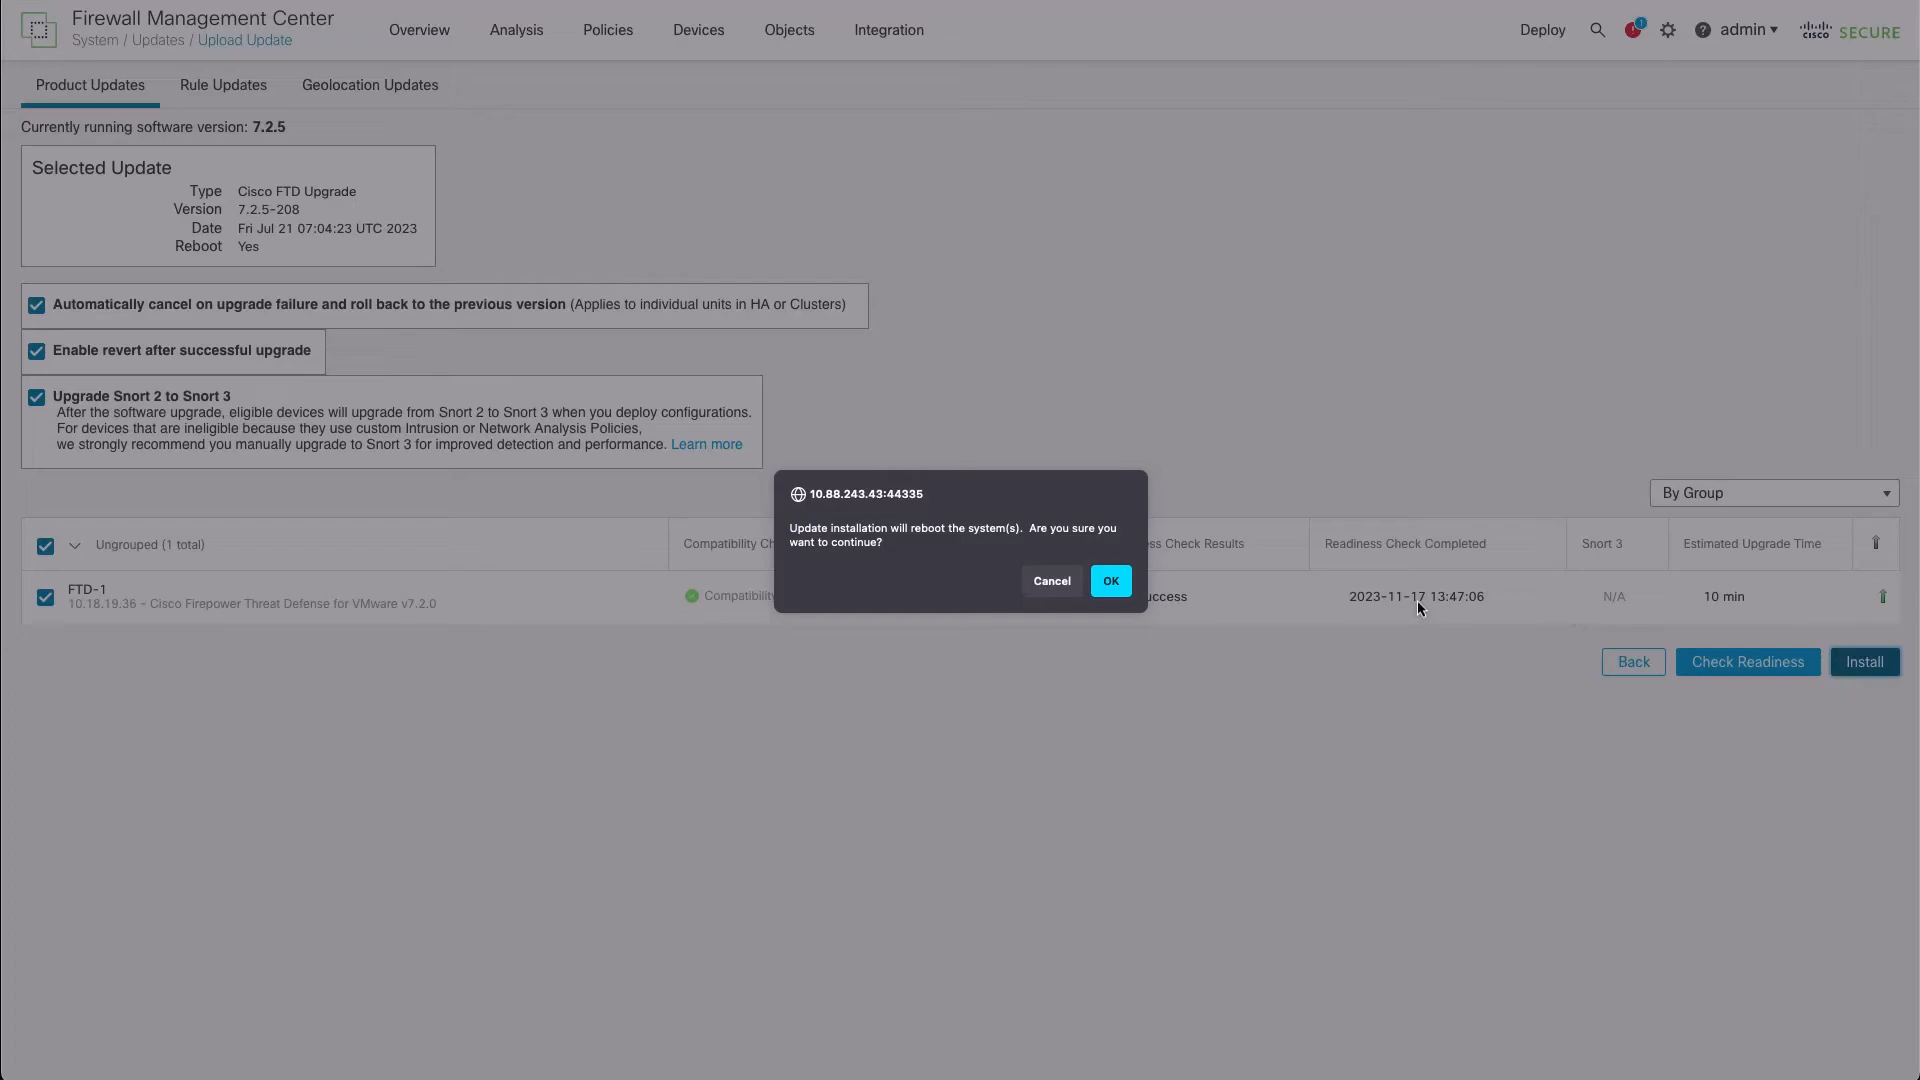 Firewall Management Center
System / Updates / Upload Update
Overview
Analysis
Policies
Devices
Objects
Integration
Deploy
1
admin
cisco SECURE
Product Updates
Rule Updates
Geolocation Updates
Currently running software version: 7.2.5
Selected Update
Type Cisco FTD Upgrade
Version 7.2.5-208
Date Fri Jul 21 07:04:23 UTC 2023
Reboot Yes
Automatically cancel on upgrade failure and roll back to the previous version (Applies to individual units in HA or Clusters)
Enable revert after successful upgrade
Upgrade Snort 2 to Snort 3
After the software upgrade, eligible devices will upgrade from Snort 2 to Snort 3 when you deploy configurations.
For devices that are ineligible because they use custom Intrusion or Network Analysis Policies,
we strongly recommend you manually upgrade to Snort 3 for improved detection and performance. Learn more
By Group
10.88.243.43:44335
Update installation will reboot the system(s). Are you sure you
want to continue?
Cancel
OK
Ungrouped (1 total)
Compatibility Ch
ss Check Results
Readiness Check Completed
Snort 3
Estimated Upgrade Time
FTD-1
10.18.19.36 - Cisco Firepower Threat Defense for VMware v7.2.0
Compatibility
uccess
2023-11-17 13:47:06
N/A
10 min
Back
Check Readiness
Install